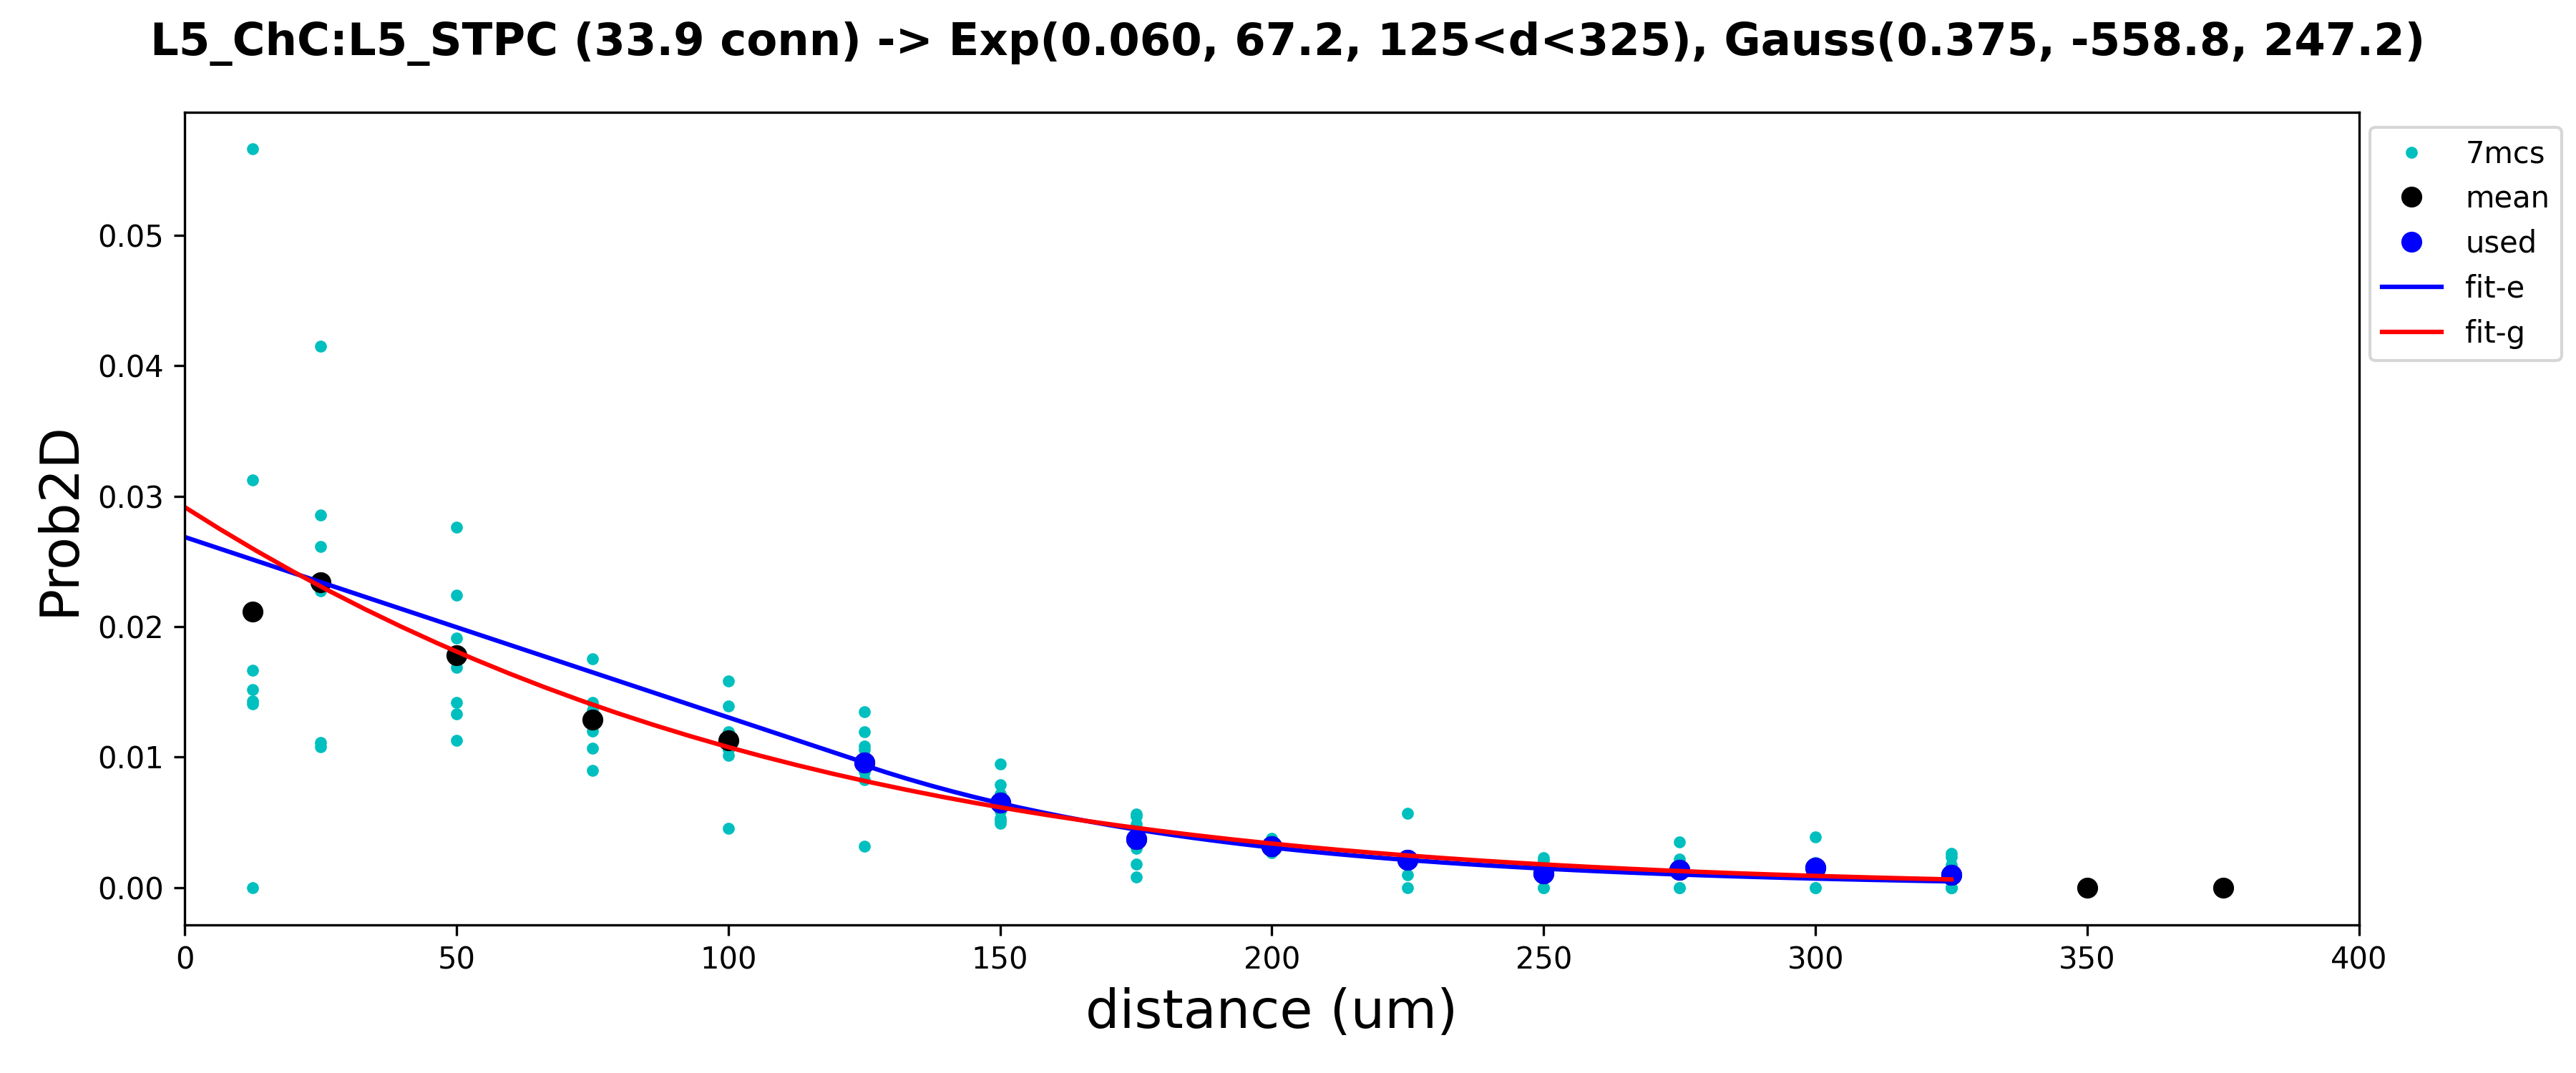 L5_ChC:L5_STPC (33.9 conn) -> Exp(0.060, 67.2, 125<d<325), Gauss(0.375, -558.8, 247.2)
7mcs
mean
used
fit-e
fit-g
Prob2D
0.05
0.04
0.03
0.02
0.01
0.00
0 50 100 150 200 250 300 350 400
distance (um)